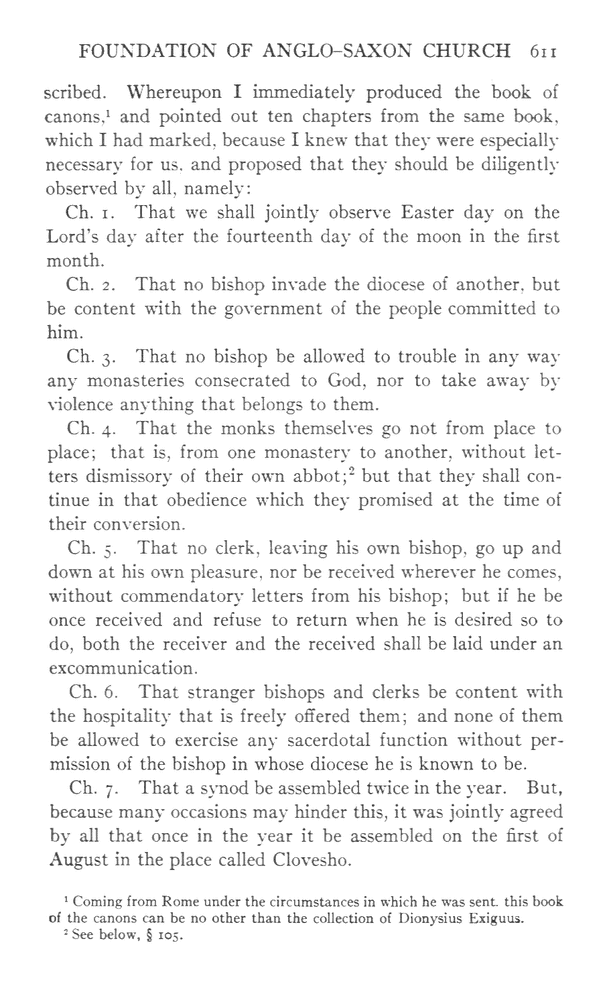 FOUNDATION OF ANGLO-SAXON CHURCH 611
scribed. Whereupon I immediately produced the book of
canons,¹ and pointed out ten chapters from the same book,
which I had marked, because I knew that they were especially
necessary for us, and proposed that they should be diligently
observed by all, namely:
Ch. 1. That we shall jointly observe Easter day on the
Lord's day after the fourteenth day of the moon in the first
month.
Ch. 2. That no bishop invade the diocese of another, but
be content with the government of the people committed to
him.
Ch. 3. That no bishop be allowed to trouble in any way
any monasteries consecrated to God, nor to take away by
violence anything that belongs to them.
Ch. 4. That the monks themselves go not from place to
place; that is, from one monastery to another, without let-
ters dismissory of their own abbot;² but that they shall con-
tinue in that obedience which they promised at the time of
their conversion.
Ch. 5. That no clerk, leaving his own bishop, go up and
down at his own pleasure, nor be received wherever he comes,
without commendatory letters from his bishop; but if he be
once received and refuse to return when he is desired so to
do, both the receiver and the received shall be laid under an
excommunication.
Ch. 6. That stranger bishops and clerks be content with
the hospitality that is freely offered them; and none of them
be allowed to exercise any sacerdotal function without per-
mission of the bishop in whose diocese he is known to be.
Ch. 7. That a synod be assembled twice in the year. But,
because many occasions may hinder this, it was jointly agreed
by all that once in the year it be assembled on the first of
August in the place called Clovesho.
¹ Coming from Rome under the circumstances in which he was sent. this book
of the canons can be no other than the collection of Dionysius Exiguus.
² See below, § 105.